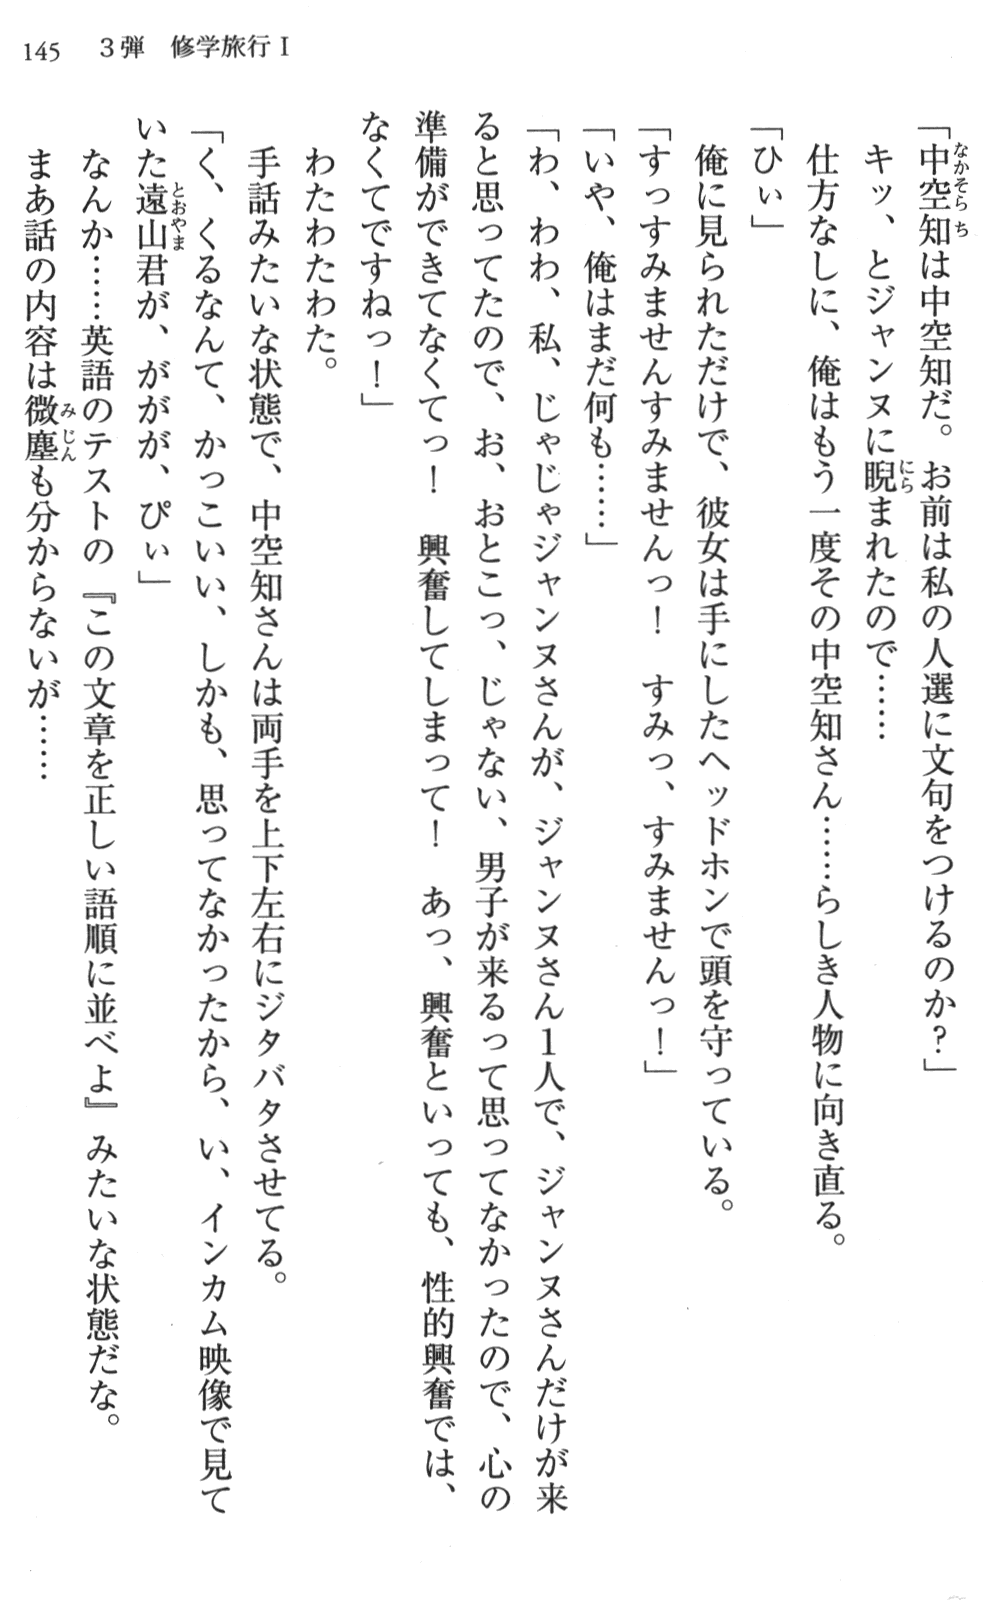 145　３弾　修学旅行Ⅰ
「中空知は中空知だ。お前は私の人選に文句をつけるのか？」
キッ、とジャンヌに睨まれたので……
仕方なしに、俺はもう一度その中空知さん……らしき人物に向き直る。
「ひぃ」
俺に見られただけで、彼女は手にしたヘッドホンで頭を守っている。
「すっすみませんすみませんっ！　すみっ、すみませんっ！」
「いや、俺はまだ何も……」
「わ、わわ、私、じゃじゃジャンヌさんが、ジャンヌさん１人で、ジャンヌさんだけが来
ると思ってたので、お、おとこっ、じゃない、男子が来るって思ってなかったので、心の
準備ができてなくてっ！　興奮してしまって！　あっ、興奮といっても、性的興奮では、
なくてですねっ！」
わたわたわた。
手話みたいな状態で、中空知さんは両手を上下左右にジタバタさせてる。
「く、くるなんて、かっこいい、しかも、思ってなかったから、い、インカム映像で見て
いた遠山君が、ががが、ぴぃ」
なんか……英語のテストの『この文章を正しい語順に並べよ』みたいな状態だな。
まあ話の内容は微塵も分からないが……
なかそらち
にら
とおやま
みじん